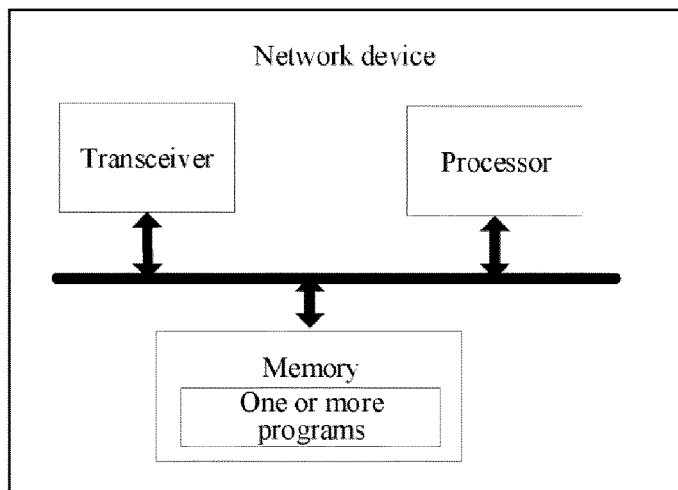 Network device
Transceiver
Processor
Memory
One or more
programs